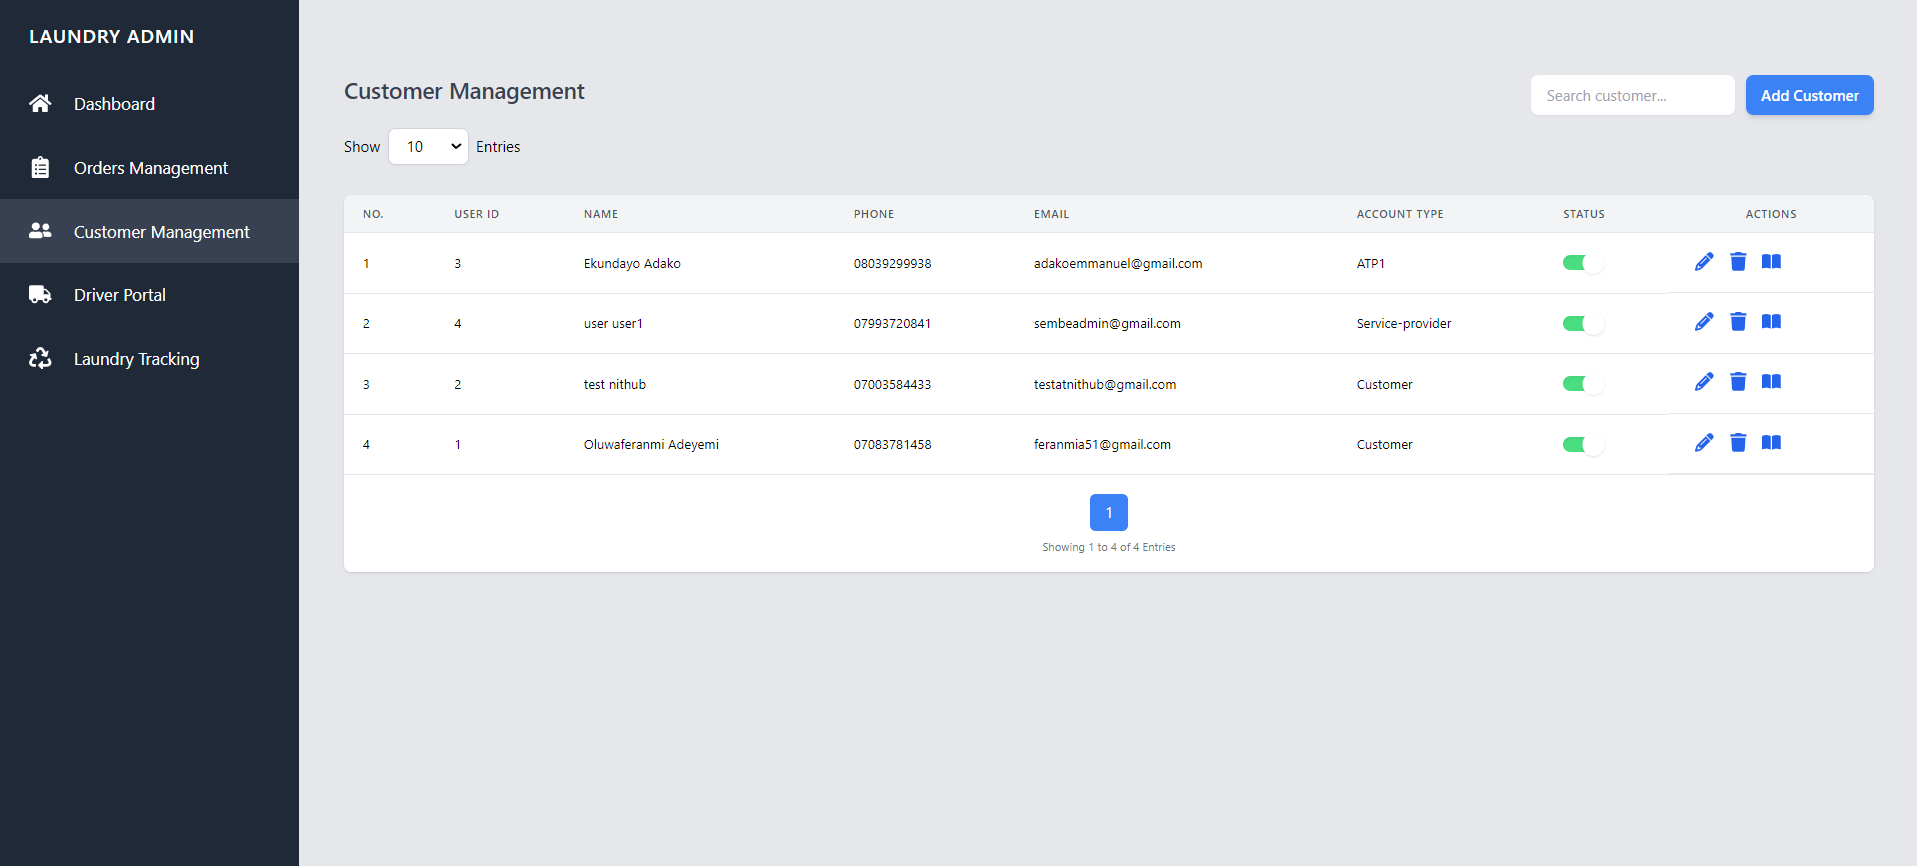 LAUNDRY ADMIN
Dashboard
Orders Management
Customer Management
Driver Portal
Laundry Tracking
Customer Management
Search customer...
Add Customer
Show 10 Entries
NO. USER ID NAME PHONE EMAIL ACCOUNT TYPE STATUS ACTIONS
1 3 Ekundayo Adako 08039299938 adakoemmanuel@gmail.com ATP1
2 4 user user1 07993720841 sembeadmin@gmail.com Service-provider
3 2 test nithub 07003584433 testatnithub@gmail.com Customer
4 1 Oluwaferanmi Adeyemi 07083781458 feranmia51@gmail.com Customer
1
Showing 1 to 4 of 4 Entries